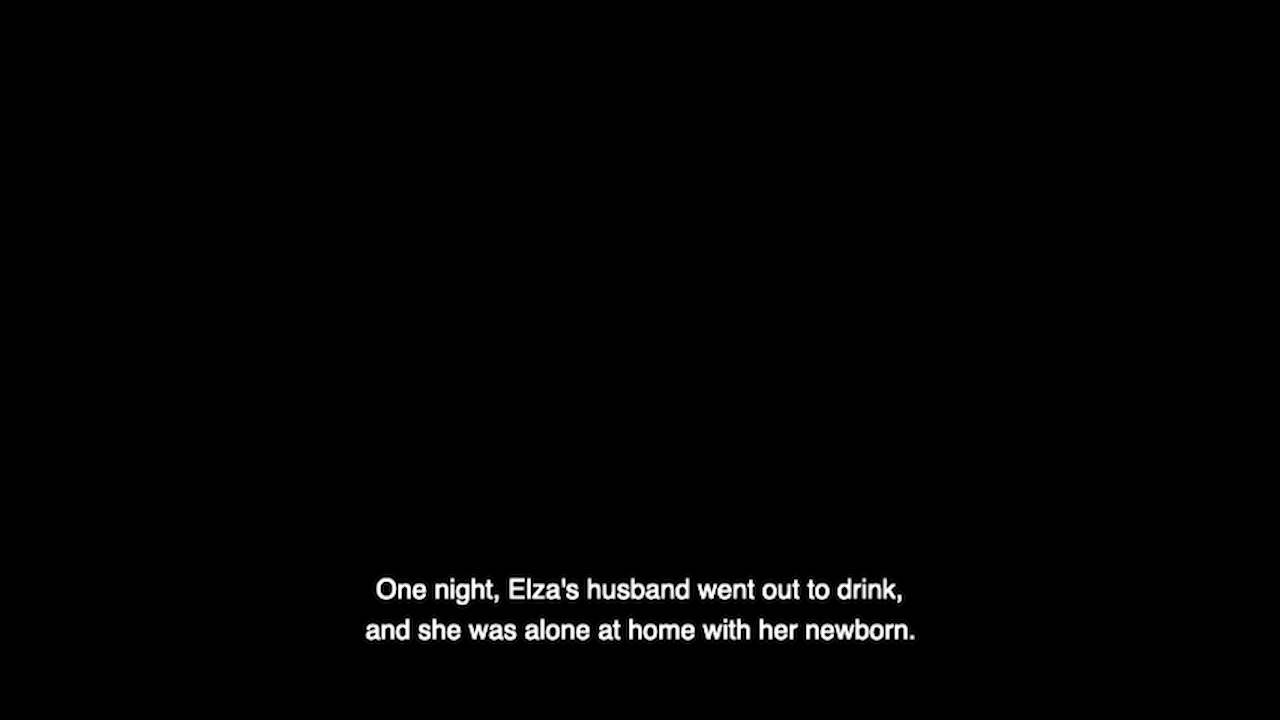 One night, Elza's husband went out to drink,
and she was alone at home with her newborn.